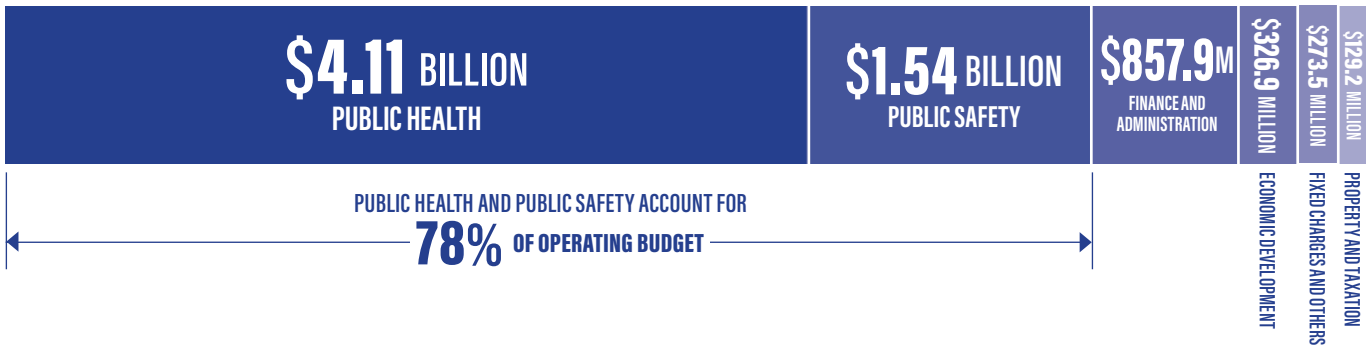 $4.11 BILLION
PUBLIC HEALTH
$1.54 BILLION
PUBLIC SAFETY
$857.9M
FINANCE AND
ADMINISTRATION
$326.9 MILLION
ECONOMIC DEVELOPMENT
$273.5 MILLION
FIXED CHARGES AND OTHERS
$129.2 MILLION
PROPERTY AND TAXATION
PUBLIC HEALTH AND PUBLIC SAFETY ACCOUNT FOR
78% OF OPERATING BUDGET